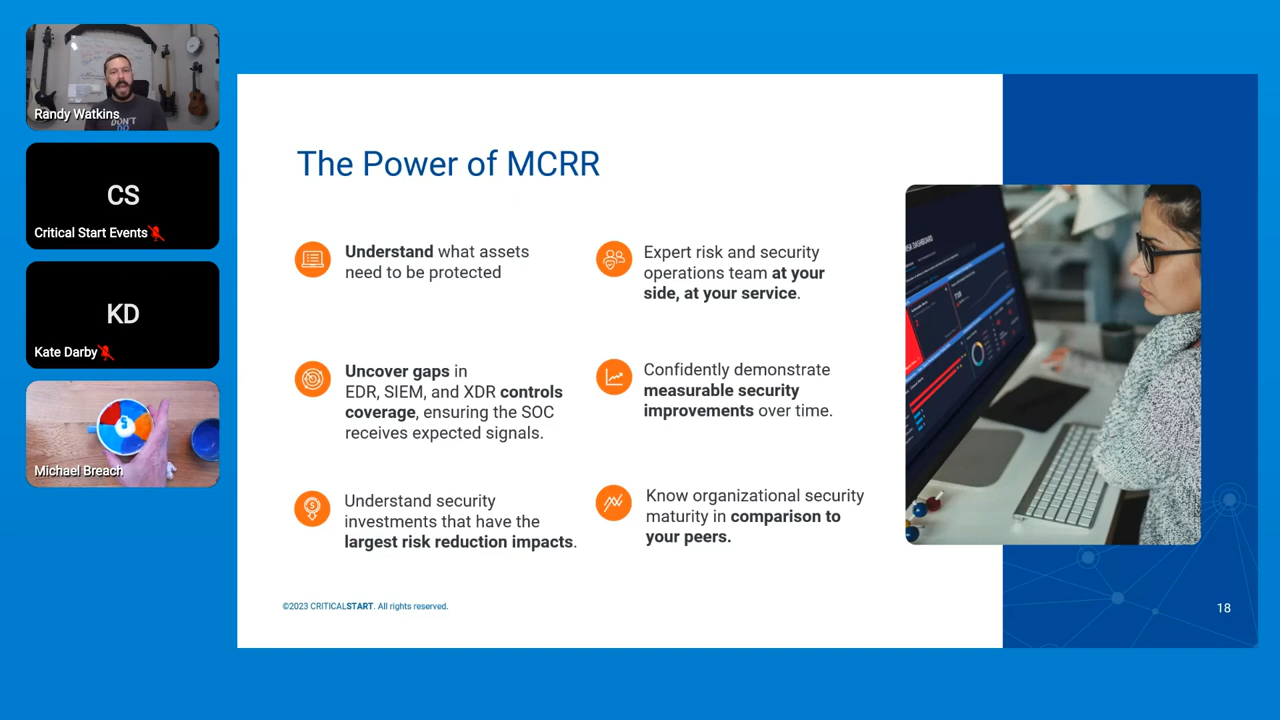 Randy Watkins
DON'T
CS
Critical Start Events
KD
Kate Darby
Michael Breach
The Power of MCRR
Understand what assets
need to be protected
Uncover gaps in
EDR, SIEM, and XDR controls
coverage, ensuring the SOC
receives expected signals.
Understand security
investments that have the
largest risk reduction impacts.
Expert risk and security
operations team at your
side, at your service.
Confidently demonstrate
measurable security
improvements over time.
Know organizational security
maturity in comparison to
your peers.
©2023 CRITICALSTART. All rights reserved.
18